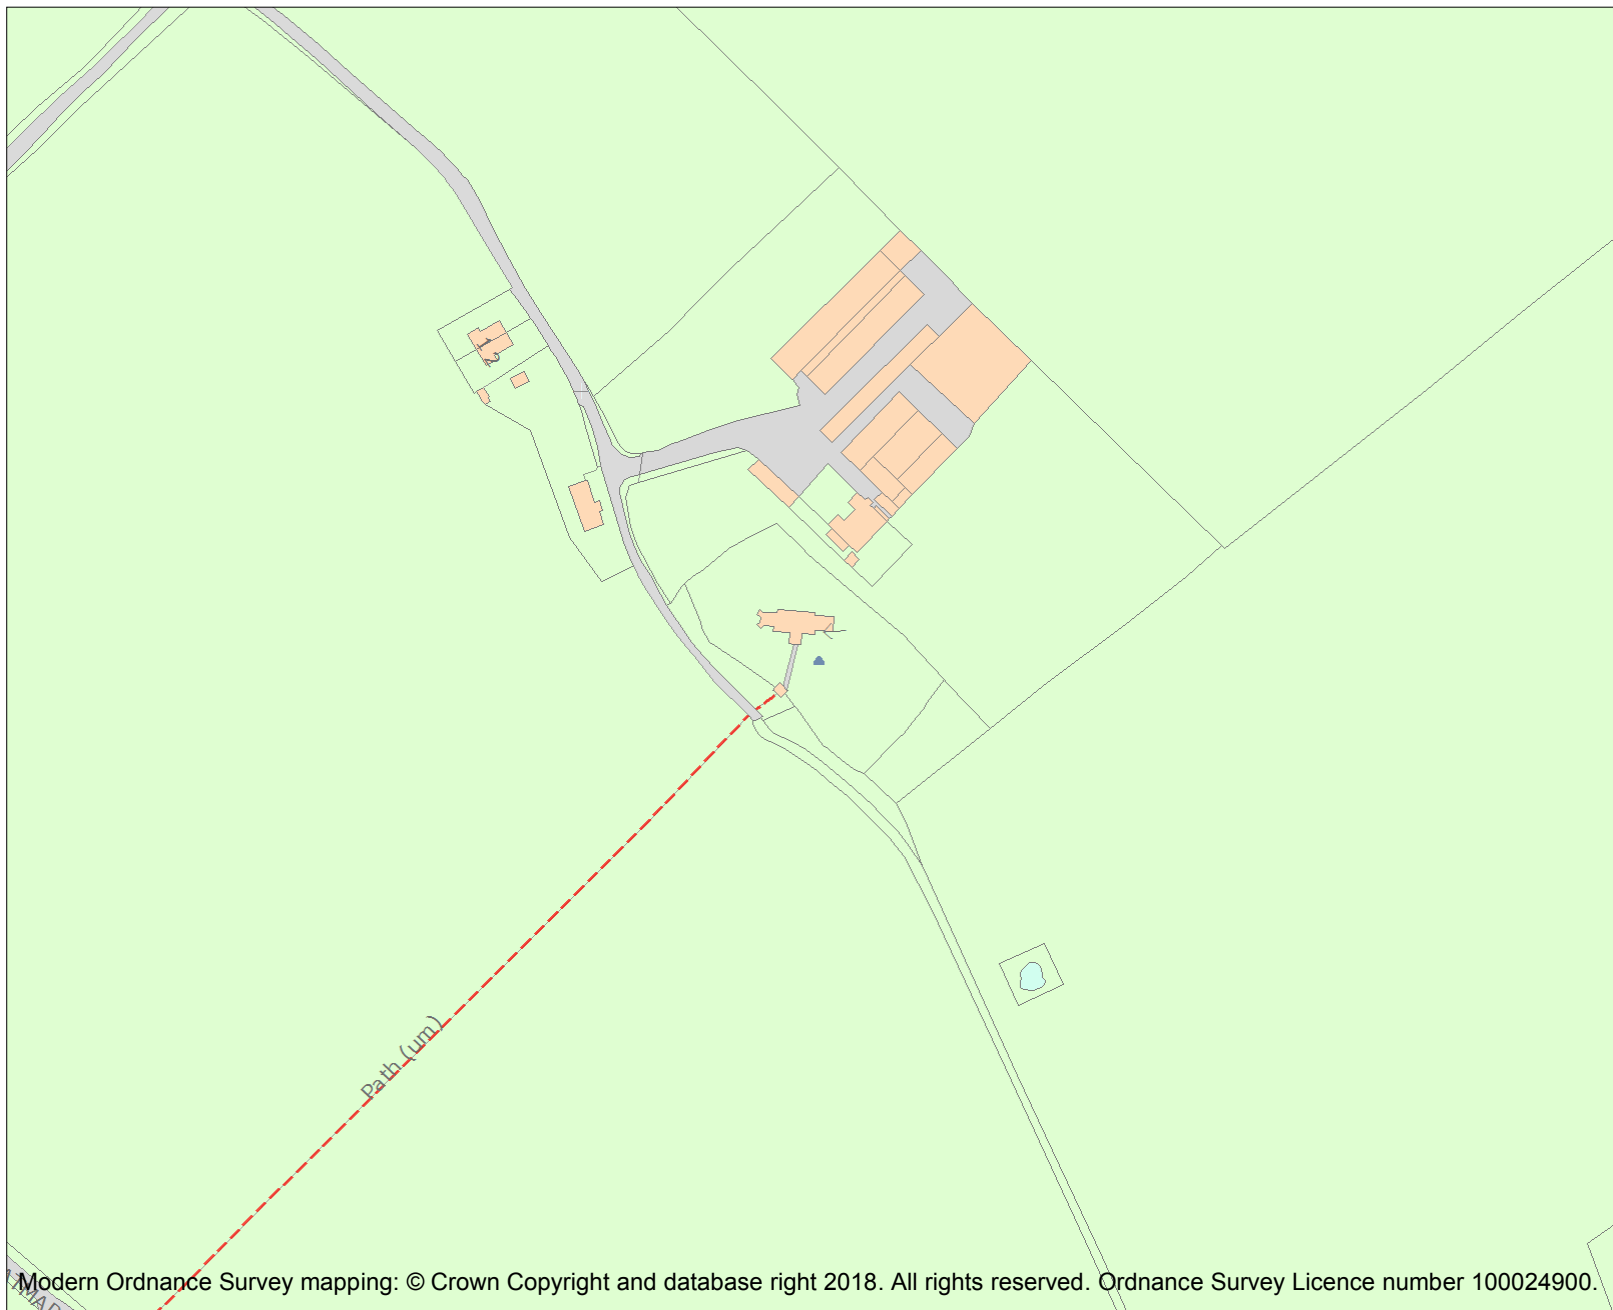 1
2
Path (um)
Modern Ordnance Survey mapping: © Crown Copyright and database right 2018. All rights reserved. Ordnance Survey Licence number 100024900.